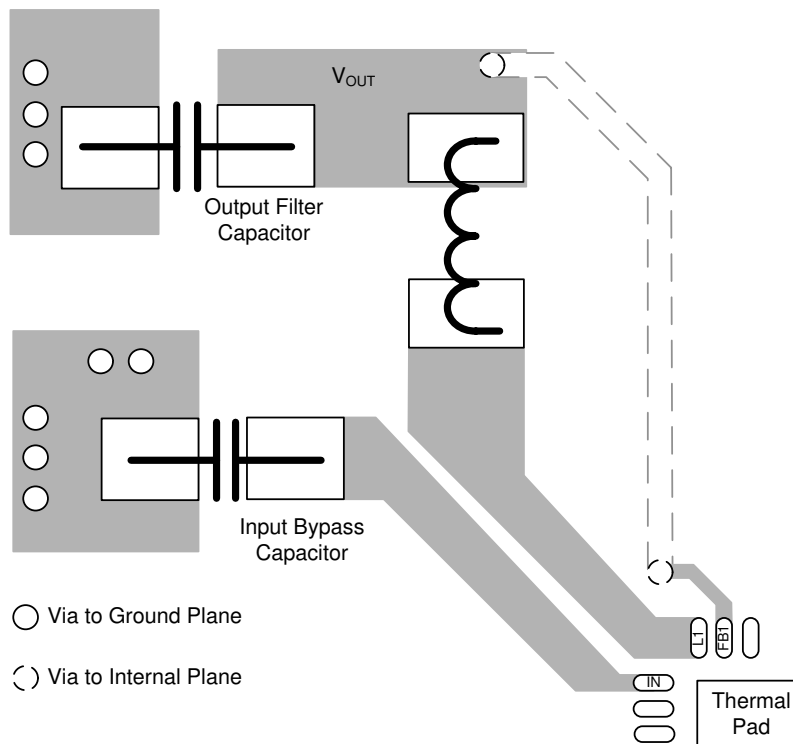 VOUT
Output Filter
Capacitor
Input Bypass
Capacitor
Via to Ground Plane
Via to Internal Plane
L1
FB1
IN
Thermal
Pad